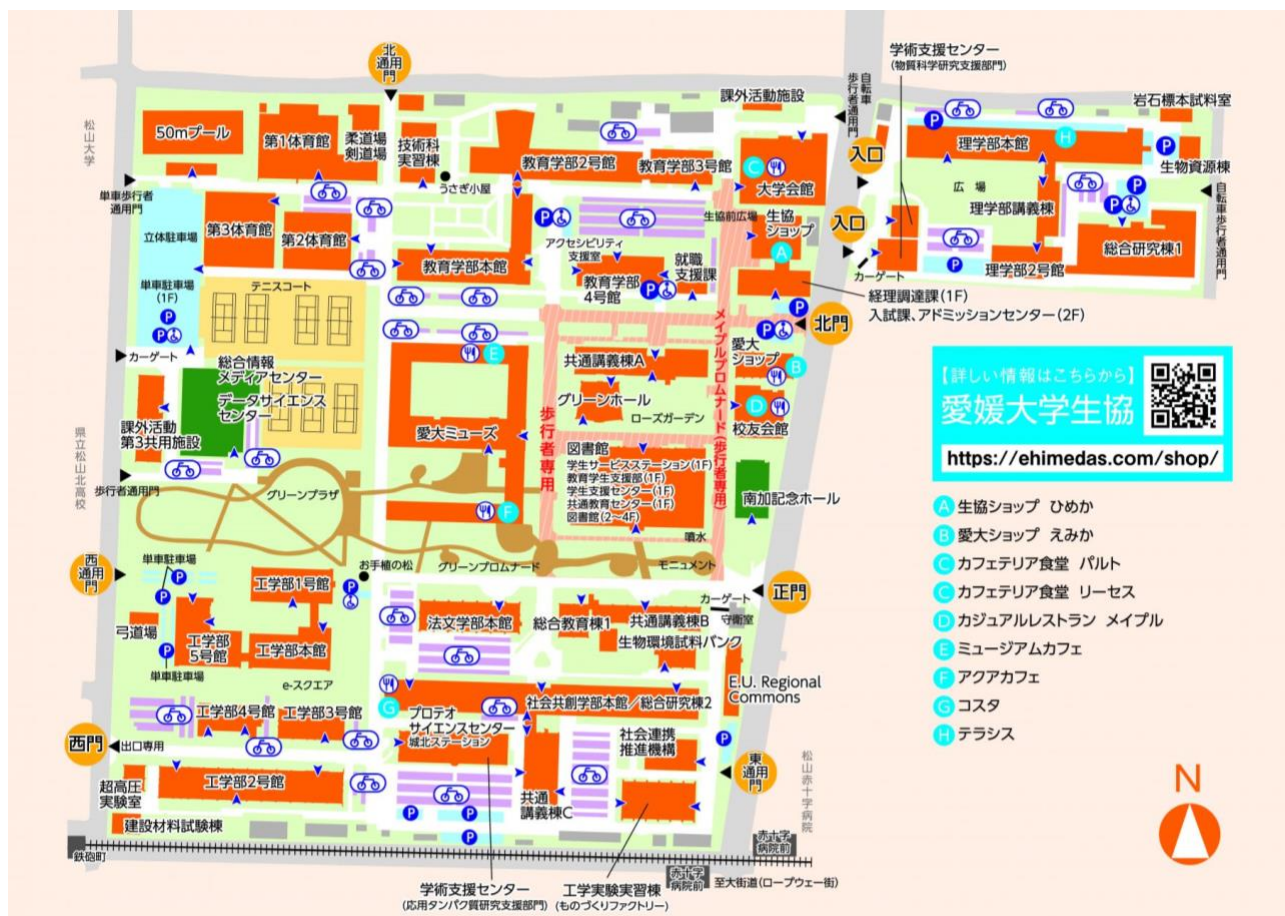 北
通用
門
学術支援センター
(物質科学研究支援部門)
課外活動施設
自転車
歩行者通用門
岩石標本試料室
松山大学
50mプール
第1体育館
柔道場
剣道場
技術科
実習棟
教育学部2号館
教育学部3号館
C
大学会館
入口
P
理学部本館
H
P
生物資源棟
うさぎ小屋
単車歩行者
通用門
立体駐車場
第3体育館
第2体育館
P
生協前広場
生協
ショップ
A
入口
広場
理学部講義棟
P
P
自転車歩行者通用門
総合研究棟1
アクセシビリティ
支援室
教育学部本館
教育学部
4号館
就職
支援課
P
カーゲート
P
理学部2号館
単車駐車場
(1F)
P
P
テニスコート
経理調達課(1F)
入試課、アドミッションセンター(2F)
P
P
北門
カーゲート
総合情報
メディアセンター
データサイエンス
センター
E
共通講義棟A
メイプルプロムナード(歩行者専用)
愛大
ショップ
B
グリーンホール
ローズガーデン
D
校友会館
課外活動
第3共用施設
愛大ミューズ
歩行者専用
県立松山北高校
歩行者通用門
グリーンプラザ
F
図書館
学生サービスステーション(1F)
教育学生支援部(1F)
学生支援センター(1F)
共通教育センター(1F)
図書館(2～4F)
南加記念ホール
噴水
西
通用門
単車駐車場
P
P
お手植の松
グリーンプロムナード
モニュメント
正門
工学部1号館
P
カーゲート
守衛室
弓道場
工学部
5号館
工学部本館
P
単車駐車場
法文学部本館
総合教育棟1
共通講義棟B
生物環境試料バンク
e-スクエア
E.U. Regional
Commons
G
社会共創学部本館/総合研究棟2
工学部4号館
工学部3号館
プロテオ
サイエンスセンター
城北ステーション
社会連携
推進機構
P
東
通用門
松山赤十字病院
西門
出口専用
超高圧
実験室
工学部2号館
共通
講義棟C
建設材料試験棟
P
P
P
鉄砲町
赤十字
病院前
赤十字
病院前
至大街道(ロープウェー街)
学術支援センター
(応用タンパク質研究支援部門)
工学実験実習棟
(ものづくりファクトリー)
【詳しい情報はこちらから】
愛媛大学生協
https://ehimedas.com/shop/
A 生協ショップ ひめか
B 愛大ショップ えみか
C カフェテリア食堂 パルト
C カフェテリア食堂 リーセス
D カジュアルレストラン メイプル
E ミュージアムカフェ
F アクアカフェ
G コスタ
H テラシス
N